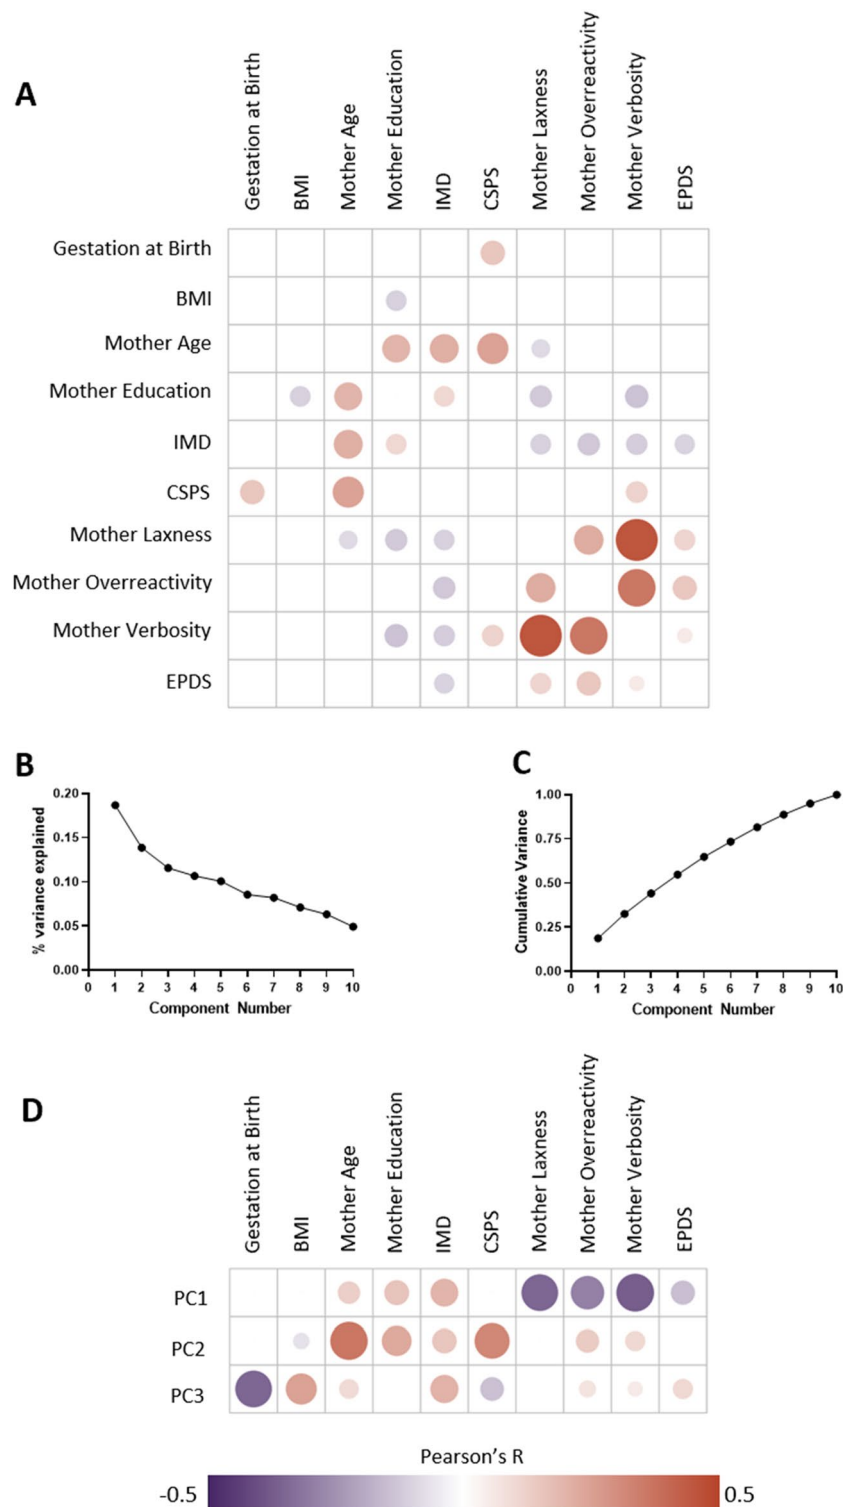 A
Gestation at Birth
BMI
Mother Age
Mother Education
IMD
CSPS
Mother Laxness
Mother Overreactivity
Mother Verbosity
EPDS
Gestation at Birth
BMI
Mother Age
Mother Education
IMD
CSPS
Mother Laxness
Mother Overreactivity
Mother Verbosity
EPDS
B
% variance explained
0.20
0.15
0.10
0.05
0.00
0 1 2 3 4 5 6 7 8 9 10
Component Number
C
Cumulative Variance
1.00
0.75
0.50
0.25
0.00
0 1 2 3 4 5 6 7 8 9 10
Component Number
D
Gestation at Birth
BMI
Mother Age
Mother Education
IMD
CSPS
Mother Laxness
Mother Overreactivity
Mother Verbosity
EPDS
PC1
PC2
PC3
Pearson’s R
-0.5 0.5